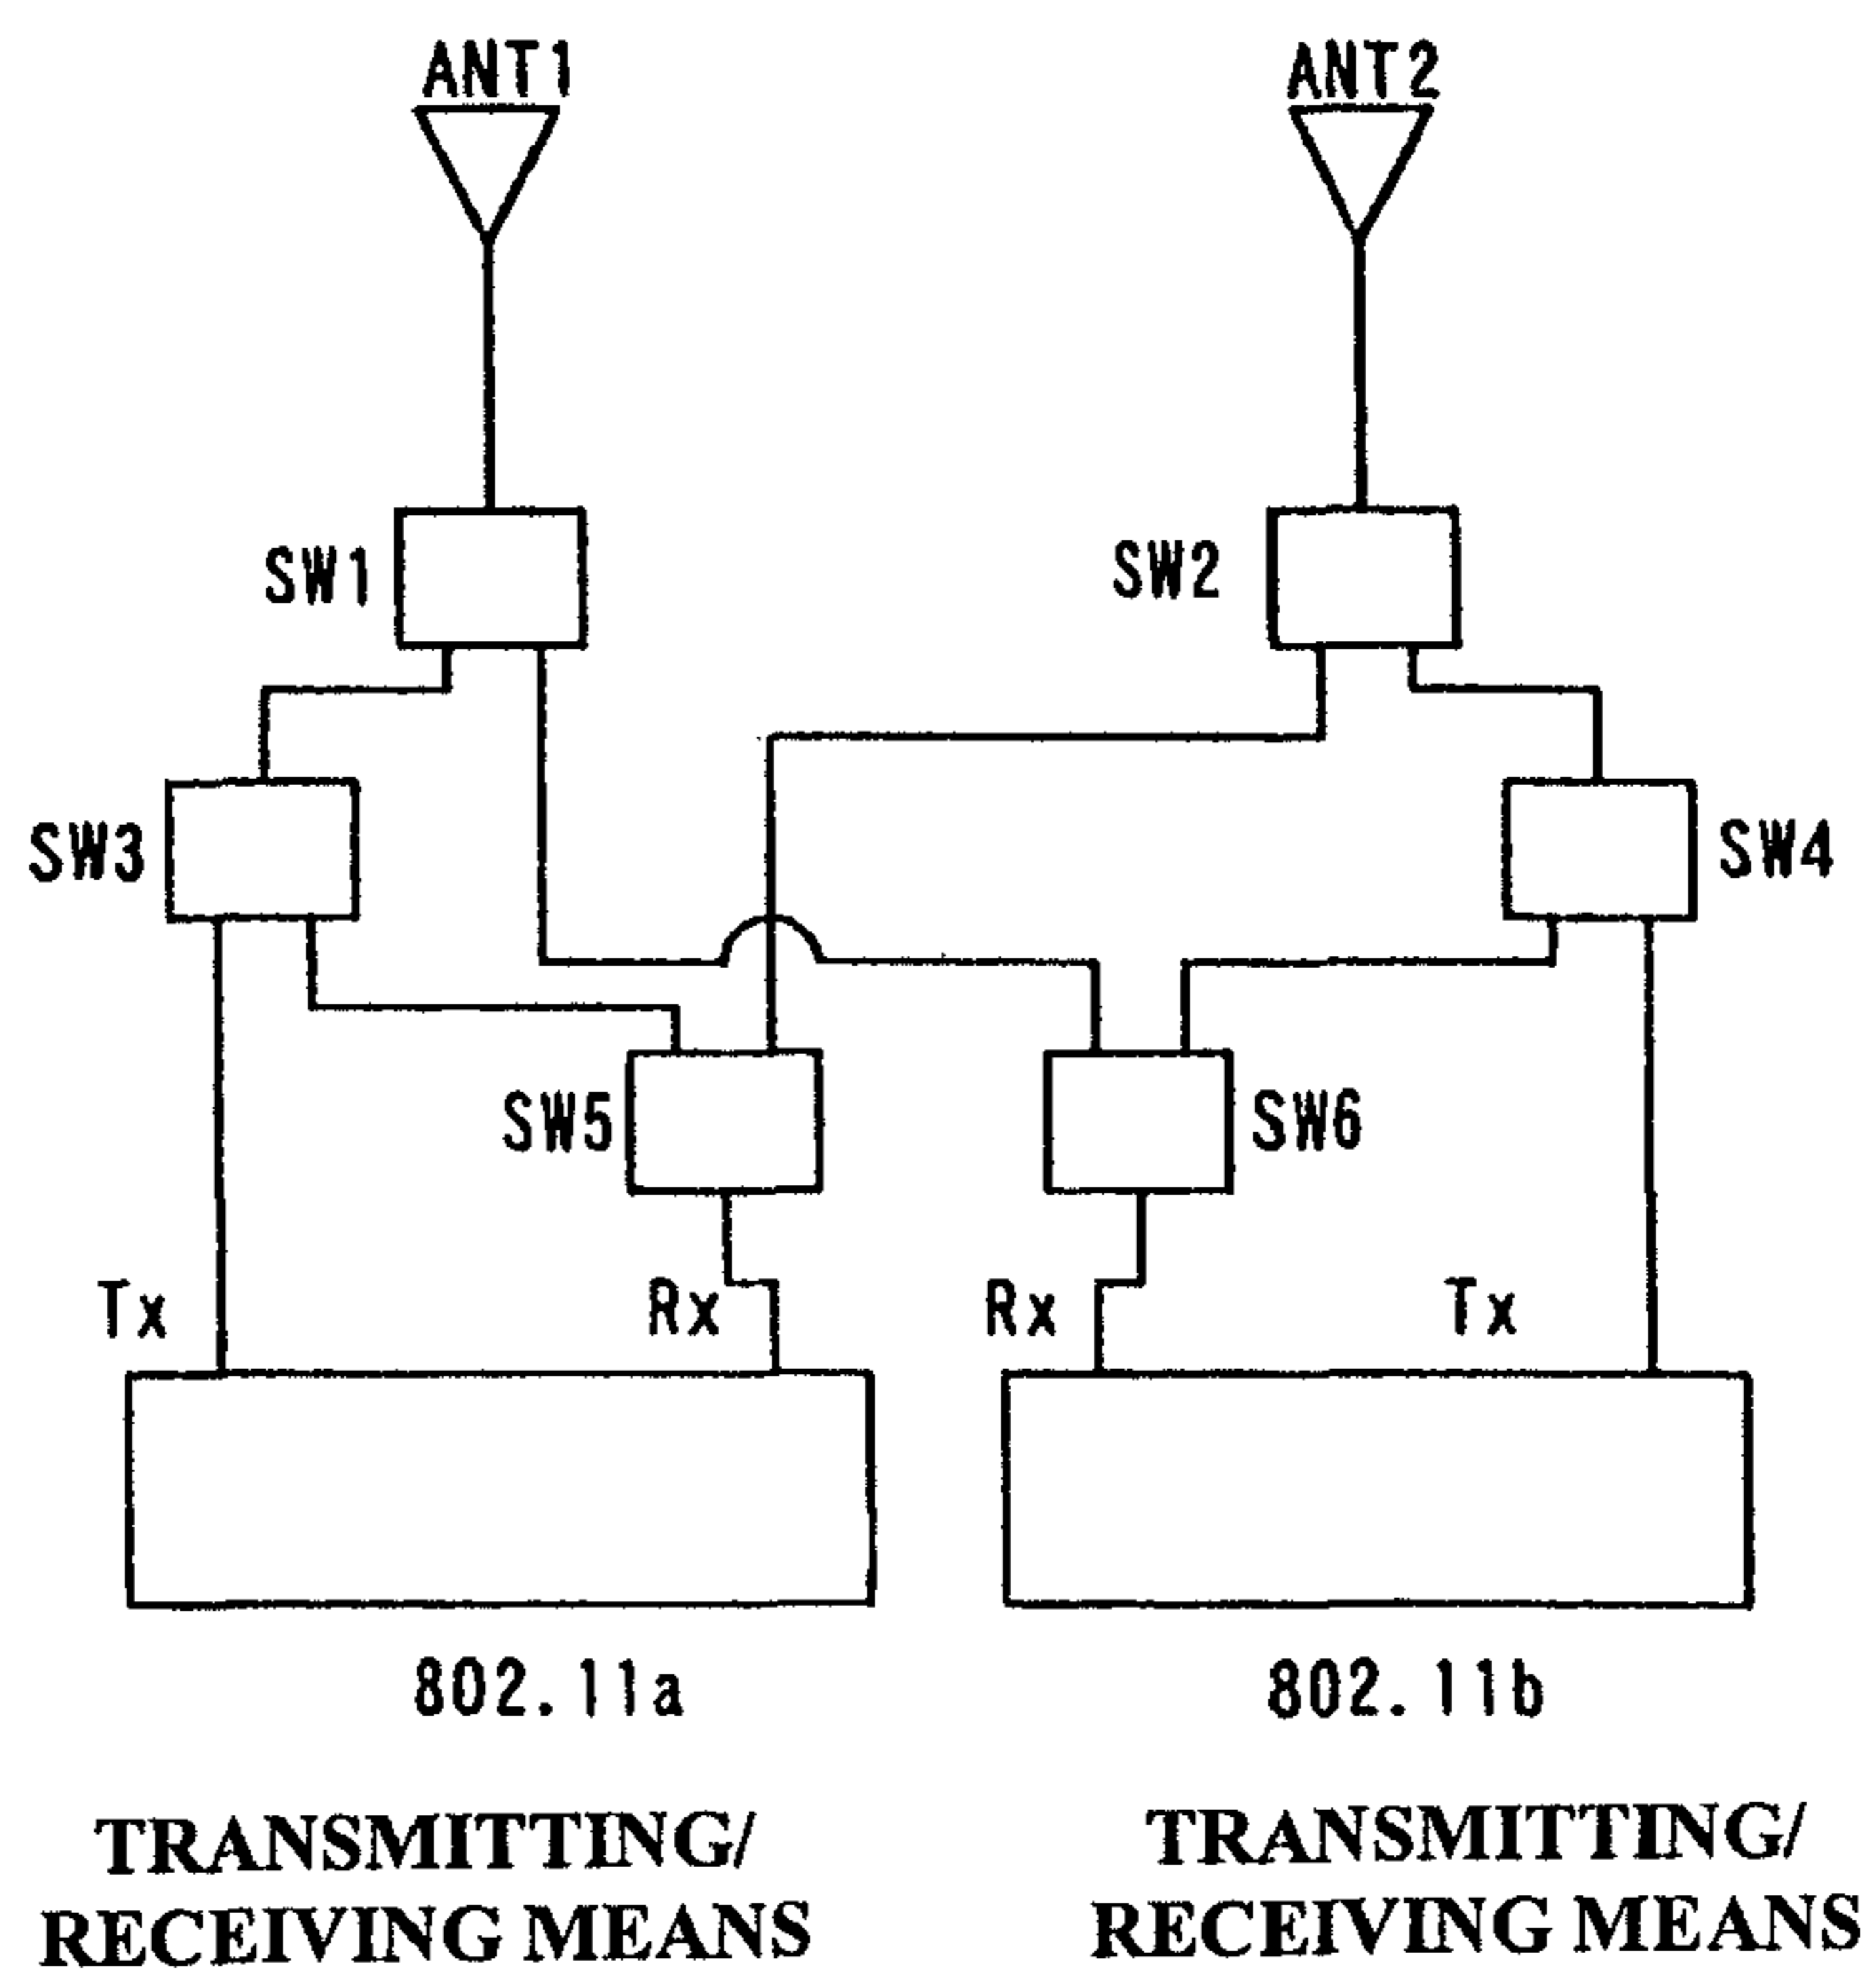 ANT1 ANT2
SW1 SW2
SW3 SW4
SW5 SW6
Tx Rx Rx Tx
802.11a 802.11b
TRANSMITTING/
RECEIVING MEANS
TRANSMITTING/
RECEIVING MEANS